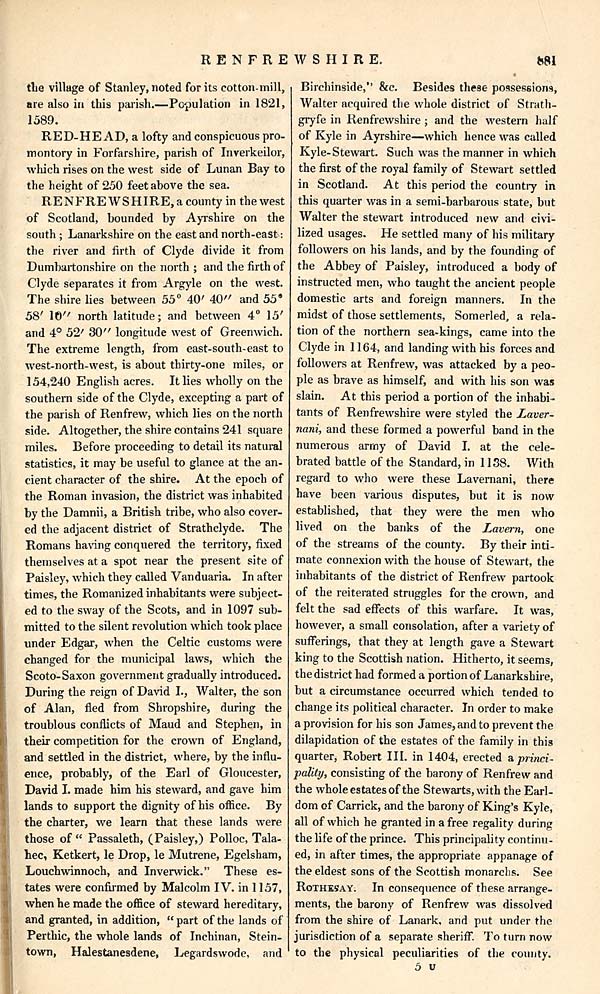 RENFREWSHIRE.
881
the village of Stanley, noted for its cotton-mill,
are also in this parish.—Population in 1821,
1589.
RED-HEAD, a lofty and conspicuous pro-
montory in Forfarshire, parish of Inverkeilor,
which rises on the west side of Lunan Bay to
the height of 250 feet above the sea.
RENFREWSHIRE, a county in the west
of Scotland, bounded by Ayrshire on the
south; Lanarkshire on the east and north-east:
the river and firth of Clyde divide it from
Dumbartonshire on the north ; and the firth of
Clyde separates it from Argyle on the west.
The shire lies between 55° 40′ 40″ and 55°
58′ 10″ north latitude; and between 4° 15′
and 4° 52′ 30″ longitude west of Greenwich.
The extreme length, from east-south-east to
west-north-west, is about thirty-one miles, or
154,240 English acres. It lies wholly on the
southern side of the Clyde, excepting a part of
the parish of Renfrew, which lies on the north
side. Altogether, the shire contains 241 square
miles. Before proceeding to detail its natural
statistics, it may be useful to glance at the an-
cient character of the shire. At the epoch of
the Roman invasion, the district was inhabited
by the Damnii, a British tribe, who also cover-
ed the adjacent district of Strathclyde. The
Romans having conquered the territory, fixed
themselves at a spot near the present site of
Paisley, which they called Vanduaria. In after
times, the Romanized inhabitants were subject-
ed to the sway of the Scots, and in 1097 sub-
mitted to the silent revolution which took place
under Edgar, when the Celtic customs were
changed for the municipal laws, which the
Scoto-Saxon government gradually introduced.
During the reign of David I., Walter, the son
of Alan, fled from Shropshire, during the
troublous conflicts of Maud and Stephen, in
their competition for the crown of England,
and settled in the district, where, by the influ-
ence, probably, of the Earl of Gloucester,
David I. made him his steward, and gave him
lands to support the dignity of his office. By
the charter, we learn that these lands were
those of " Passaleth, (Paisley,) Polloc, Tala-
hec, Ketkert, le Drop, le Mutrene, Egelsham,
Louchwinnoch, and Inverwick." These es-
tates were confirmed by Malcolm IV. in 1157,
when he made the office of steward hereditary,
and granted, in addition, "part of the lands of
Perthic, the whole lands of Inchinan, Stein-
town, Halestanesdene, Legardswode, and
Birchinside," &c. Besides these possessions,
Walter acquired the whole district of Strath-
gryfe in Renfrewshire ; and the western half
of Kyle in Ayrshire—which hence was called
Kyle-Stewart. Such was the manner in which
the first of the royal family of Stewart settled
in Scotland. At this period the country in
this quarter was in a semi-barbarous state, but
Walter the stewart introduced new and civi-
lized usages. He settled many of his military
followers on his lands, and by the founding of
the Abbey of Paisley, introduced a body of
instructed men, who taught the ancient people
domestic arts and foreign manners. In the
midst of those settlements, Somerled, a rela-
tion of the northern sea-kings, came into the
Clyde in 1164, and landing with his forces and
followers at Renfrew, was attacked by a peo-
ple as brave as himself, and with his son was
slain. At this period a portion of the inhabi-
tants of Renfrewshire were styled the Laver-
nani, and these formed a powerful band in the
numerous army of David I. at the cele-
brated battle of the Standard, in 1138. With
regard to who were these Lavernani, there
have been various disputes, but it is now
established, that they were the men who
lived on the banks of the Lavern, one
of the streams of the county. By their inti-
mate connexion with the house of Stewart, the
inhabitants of the district of Renfrew partook
of the reiterated struggles for the crown, and
felt the sad effects of this warfare. It was,
however, a small consolation, after a variety of
sufferings, that they at length gave a Stewart
king to the Scottish nation. Hitherto, it seems,
the district had formed a portion of Lanarkshire,
but a circumstance occurred which tended to
change its political character. In order to make
a provision for his son James, and to prevent the
dilapidation of the estates of the family in this
quarter, Robert III. in 1404, erected a princi-
pality, consisting of the barony of Renfrew and
the whole estates of the Stewarts, with the Earl-
dom of Carrick, and the barony of King's Kyle,
all of which he granted in a free regality during
the life of the prince. This principality continu-
ed, in after times, the appropriate appanage of
the eldest sons of the Scottish monarchs. See
ROTHESAY. In consequence of these arrange-
ments, the barony of Renfrew was dissolved
from the shire of Lanark, and put under the
jurisdiction of a separate sheriff. To turn now
to the physical peculiarities of the county.
5 U